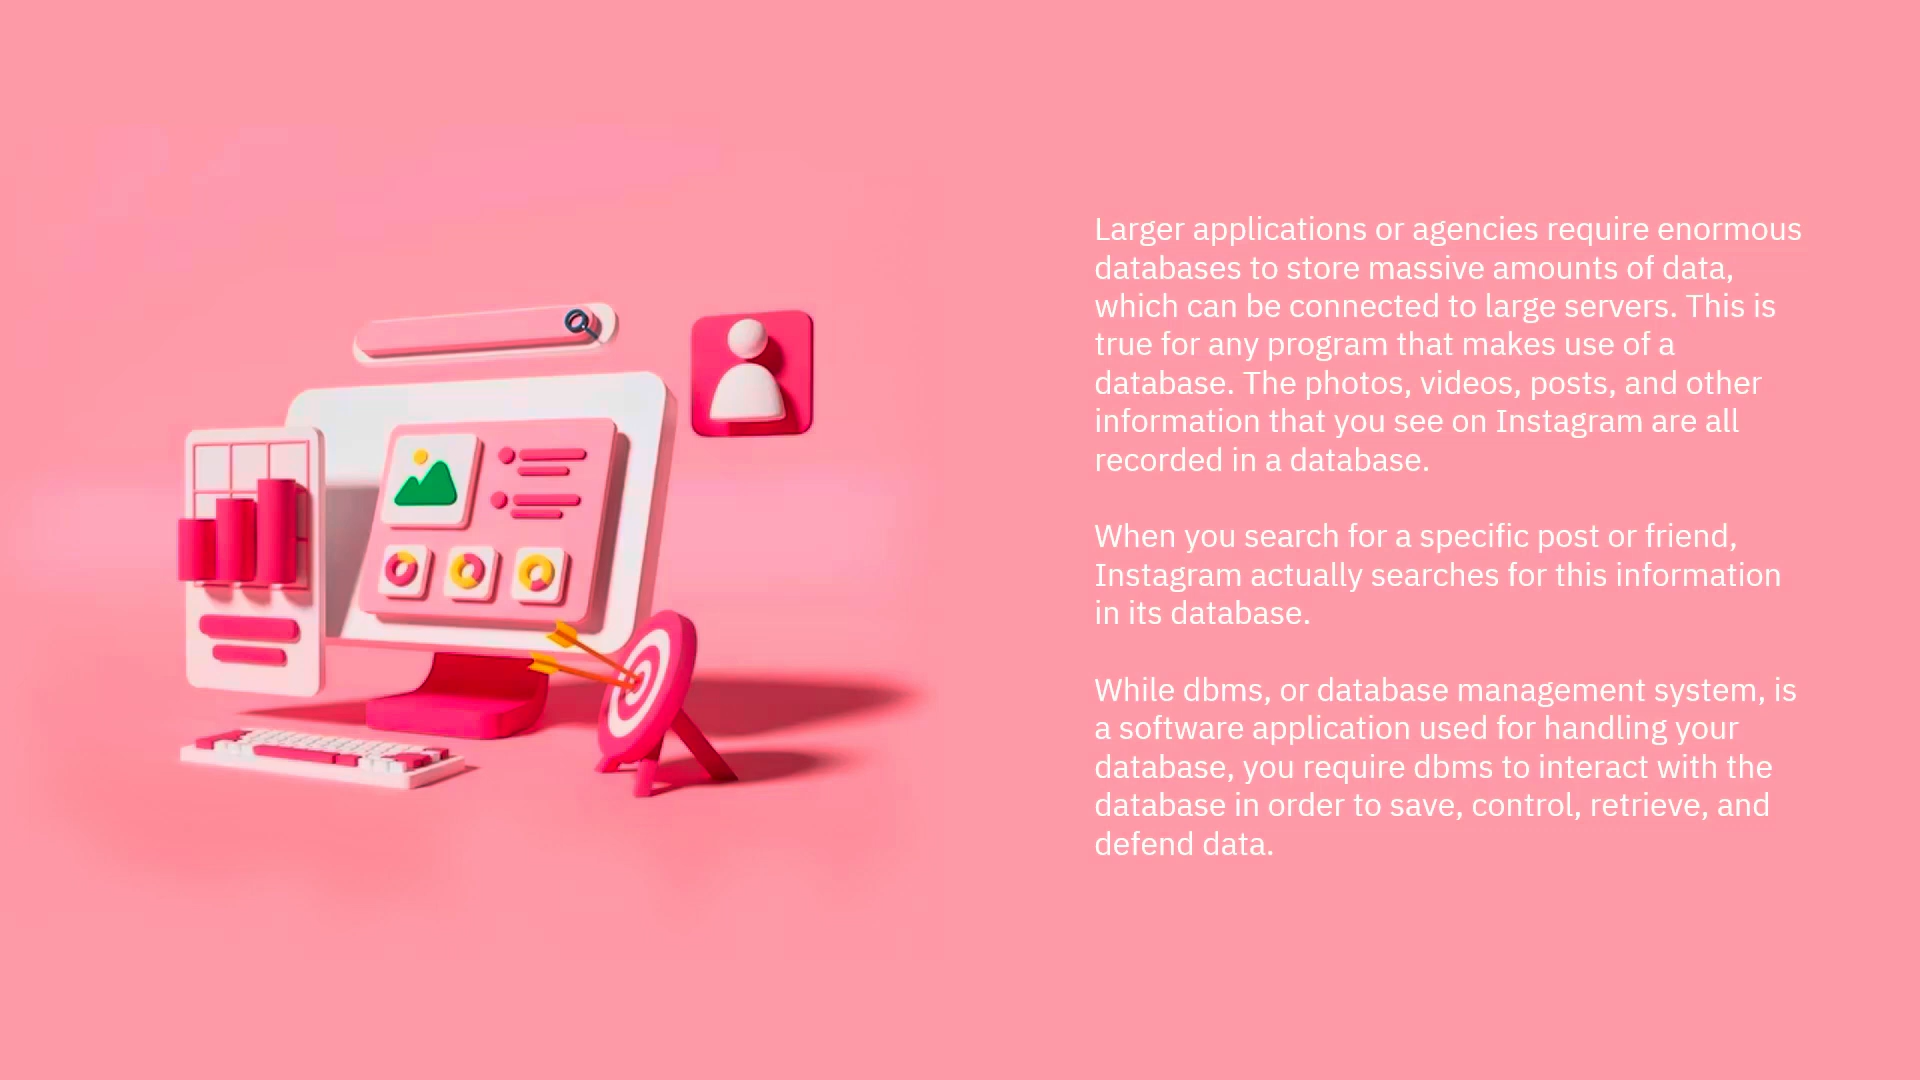 Larger applications or agencies require enormous
databases to store massive amounts of data,
which can be connected to large servers. This is
true for any program that makes use of a
database. The photos, videos, posts, and other
information that you see on Instagram are all
recorded in a database.
When you search for a specific post or friend,
Instagram actually searches for this information
in its database.
While dbms, or database management system, is
a software application used for handling your
database, you require dbms to interact with the
database in order to save, control, retrieve, and
defend data.